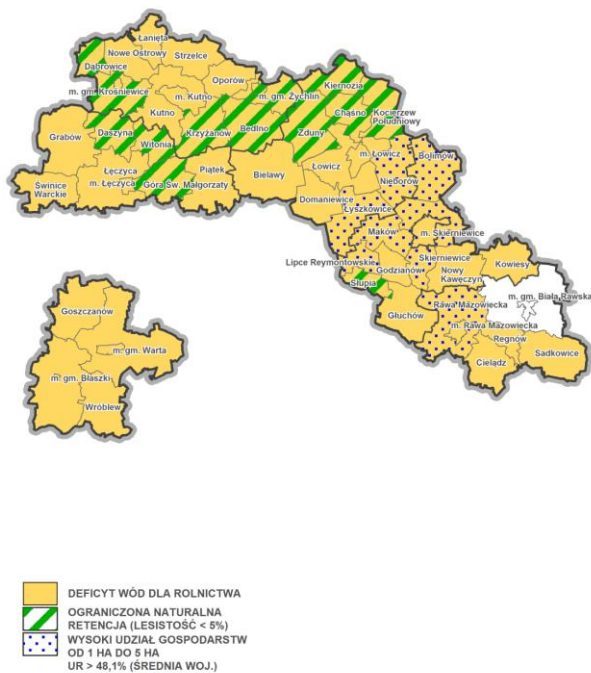 Łanięta
Nowe Ostrowy
Strzelce
Dąbrowice
Oporów
Kiernozia
m. gm. Krośniewice
m. Kutno
m. gm. Żychlin
Kutno
Chąsno
Kocierzew
Południowy
Daszyna
Krzyżanów
Bedlno
Zduny
Grabów
Witonia
m. Łowicz
Bolimów
Łęczyca
Piątek
Bielawy
Łowicz
Nieborów
Świnice
Warckie
m. Łęczyca
Góra Św. Małgorzaty
Domaniewice
Łyszkowice
Maków
m. Skierniewice
Lipce Reymontowskie
Skierniewice
Kowiesy
Godzianów
Nowy
Kawęczyn
Słupia
m. gm. Biała Rawska
Rawa Mazowiecka
Goszczanów
Głuchów
m. Rawa Mazowiecka
Regnów
m. gm. Warta
Sadkowice
Cielądz
m. gm. Błaszki
Wróblew
DEFICYT WÓD DLA ROLNICTWA
OGRANICZONA NATURALNA
RETENCJA (LESISTOŚĆ < 5%)
WYSOKI UDZIAŁ GOSPODARSTW
OD 1 HA DO 5 HA
UR > 48,1% (ŚREDNIA WOJ.)